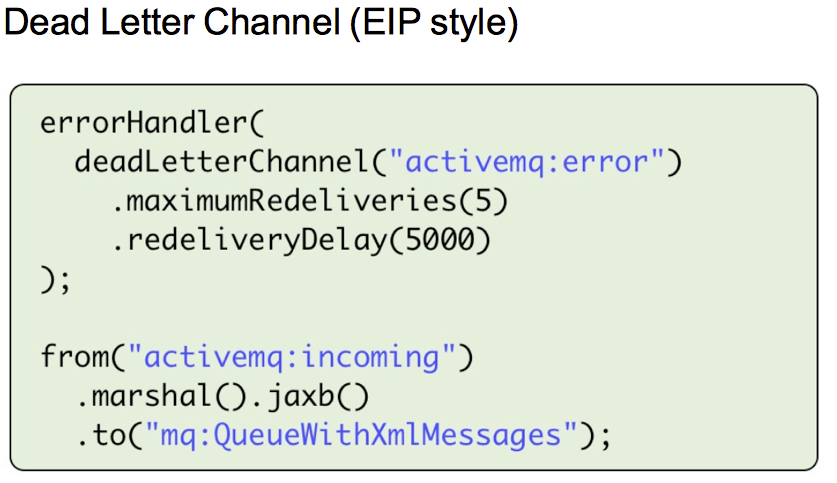 Dead Letter Channel (EIP style)
errorHandler(
  deadLetterChannel("activemq:error")
    .maximumRedeliveries(5)
    .redeliveryDelay(5000)
);
from("activemq:incoming")
  .marshal().jaxb()
  .to("mq:QueueWithXmlMessages");